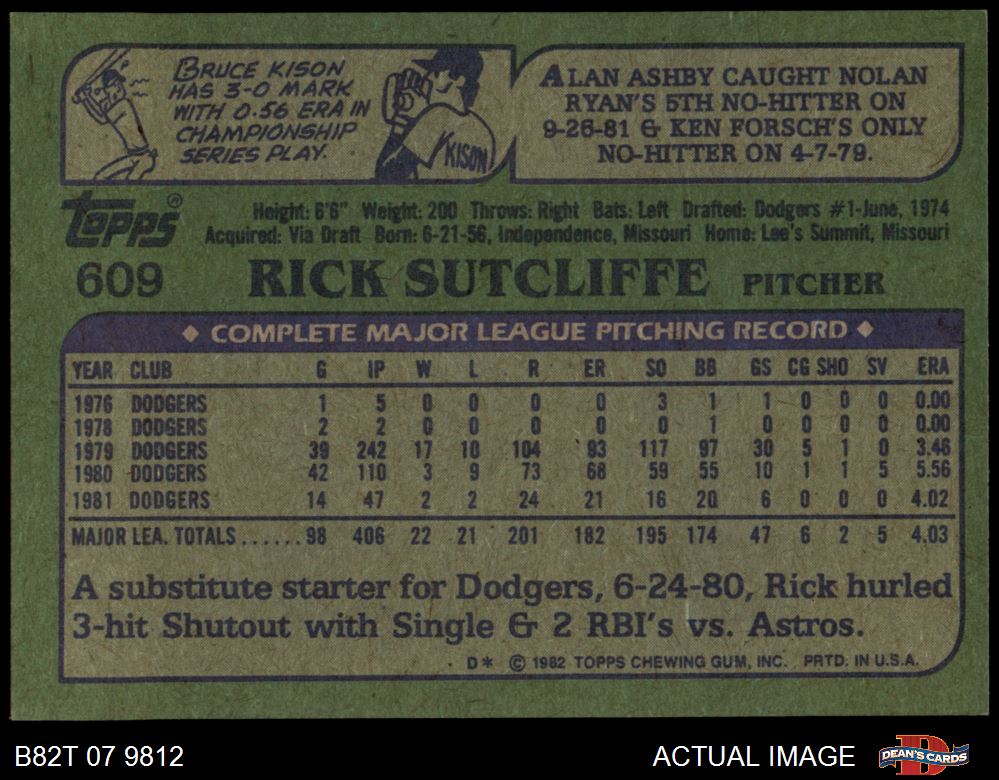 BRUCE KISON
HAS 3-0 MARK
WITH 0.56 ERA IN
CHAMPIONSHIP
SERIES PLAY.
KISON
ALAN ASHBY CAUGHT NOLAN
RYAN'S 5TH NO-HITTER ON
9-26-81 & KEN FORSCH'S ONLY
NO-HITTER ON 4-7-79.
TOPPS®
Height: 6'6" Weight: 200 Throws: Right Bats: Left Drafted: Dodgers #1-June, 1974
Acquired: Via Draft Born: 6-21-56, Independence, Missouri Home: Lee's Summit, Missouri
609 RICK SUTCLIFFE PITCHER
◆ COMPLETE MAJOR LEAGUE PITCHING RECORD ◆
YEAR CLUB G IP W L R ER SO BB GS CG SHO SV ERA
1976 DODGERS 1 5 0 0 0 0 3 1 1 0 0 0 0.00
1978 DODGERS 2 2 0 0 0 0 0 1 0 0 0 0 0.00
1979 DODGERS 39 242 17 10 104 93 117 97 30 5 1 0 3.46
1980 DODGERS 42 110 3 9 73 68 59 55 10 1 1 5 5.56
1981 DODGERS 14 47 2 2 24 21 16 20 6 0 0 0 4.02
MAJOR LEA. TOTALS...... 98 406 22 21 201 182 195 174 47 6 2 5 4.03
A substitute starter for Dodgers, 6-24-80, Rick hurled
3-hit Shutout with Single & 2 RBI's vs. Astros.
D* © 1982 TOPPS CHEWING GUM, INC. PRTD. IN U.S.A.
B82T 07 9812
ACTUAL IMAGE
DEAN'S CARDS